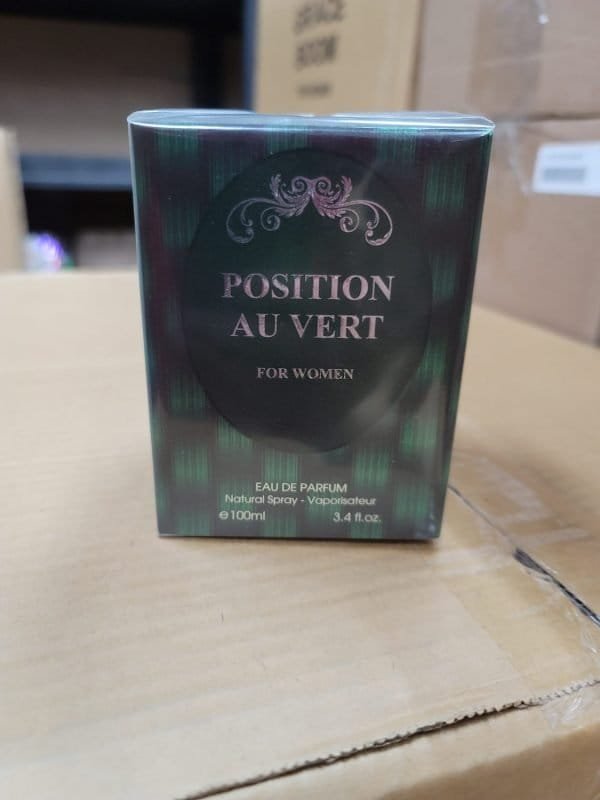 POSITION
AU VERT
FOR WOMEN
EAU DE PARFUM
Natural Spray - Vaporisateur
℮100ml 3.4 fl.oz.